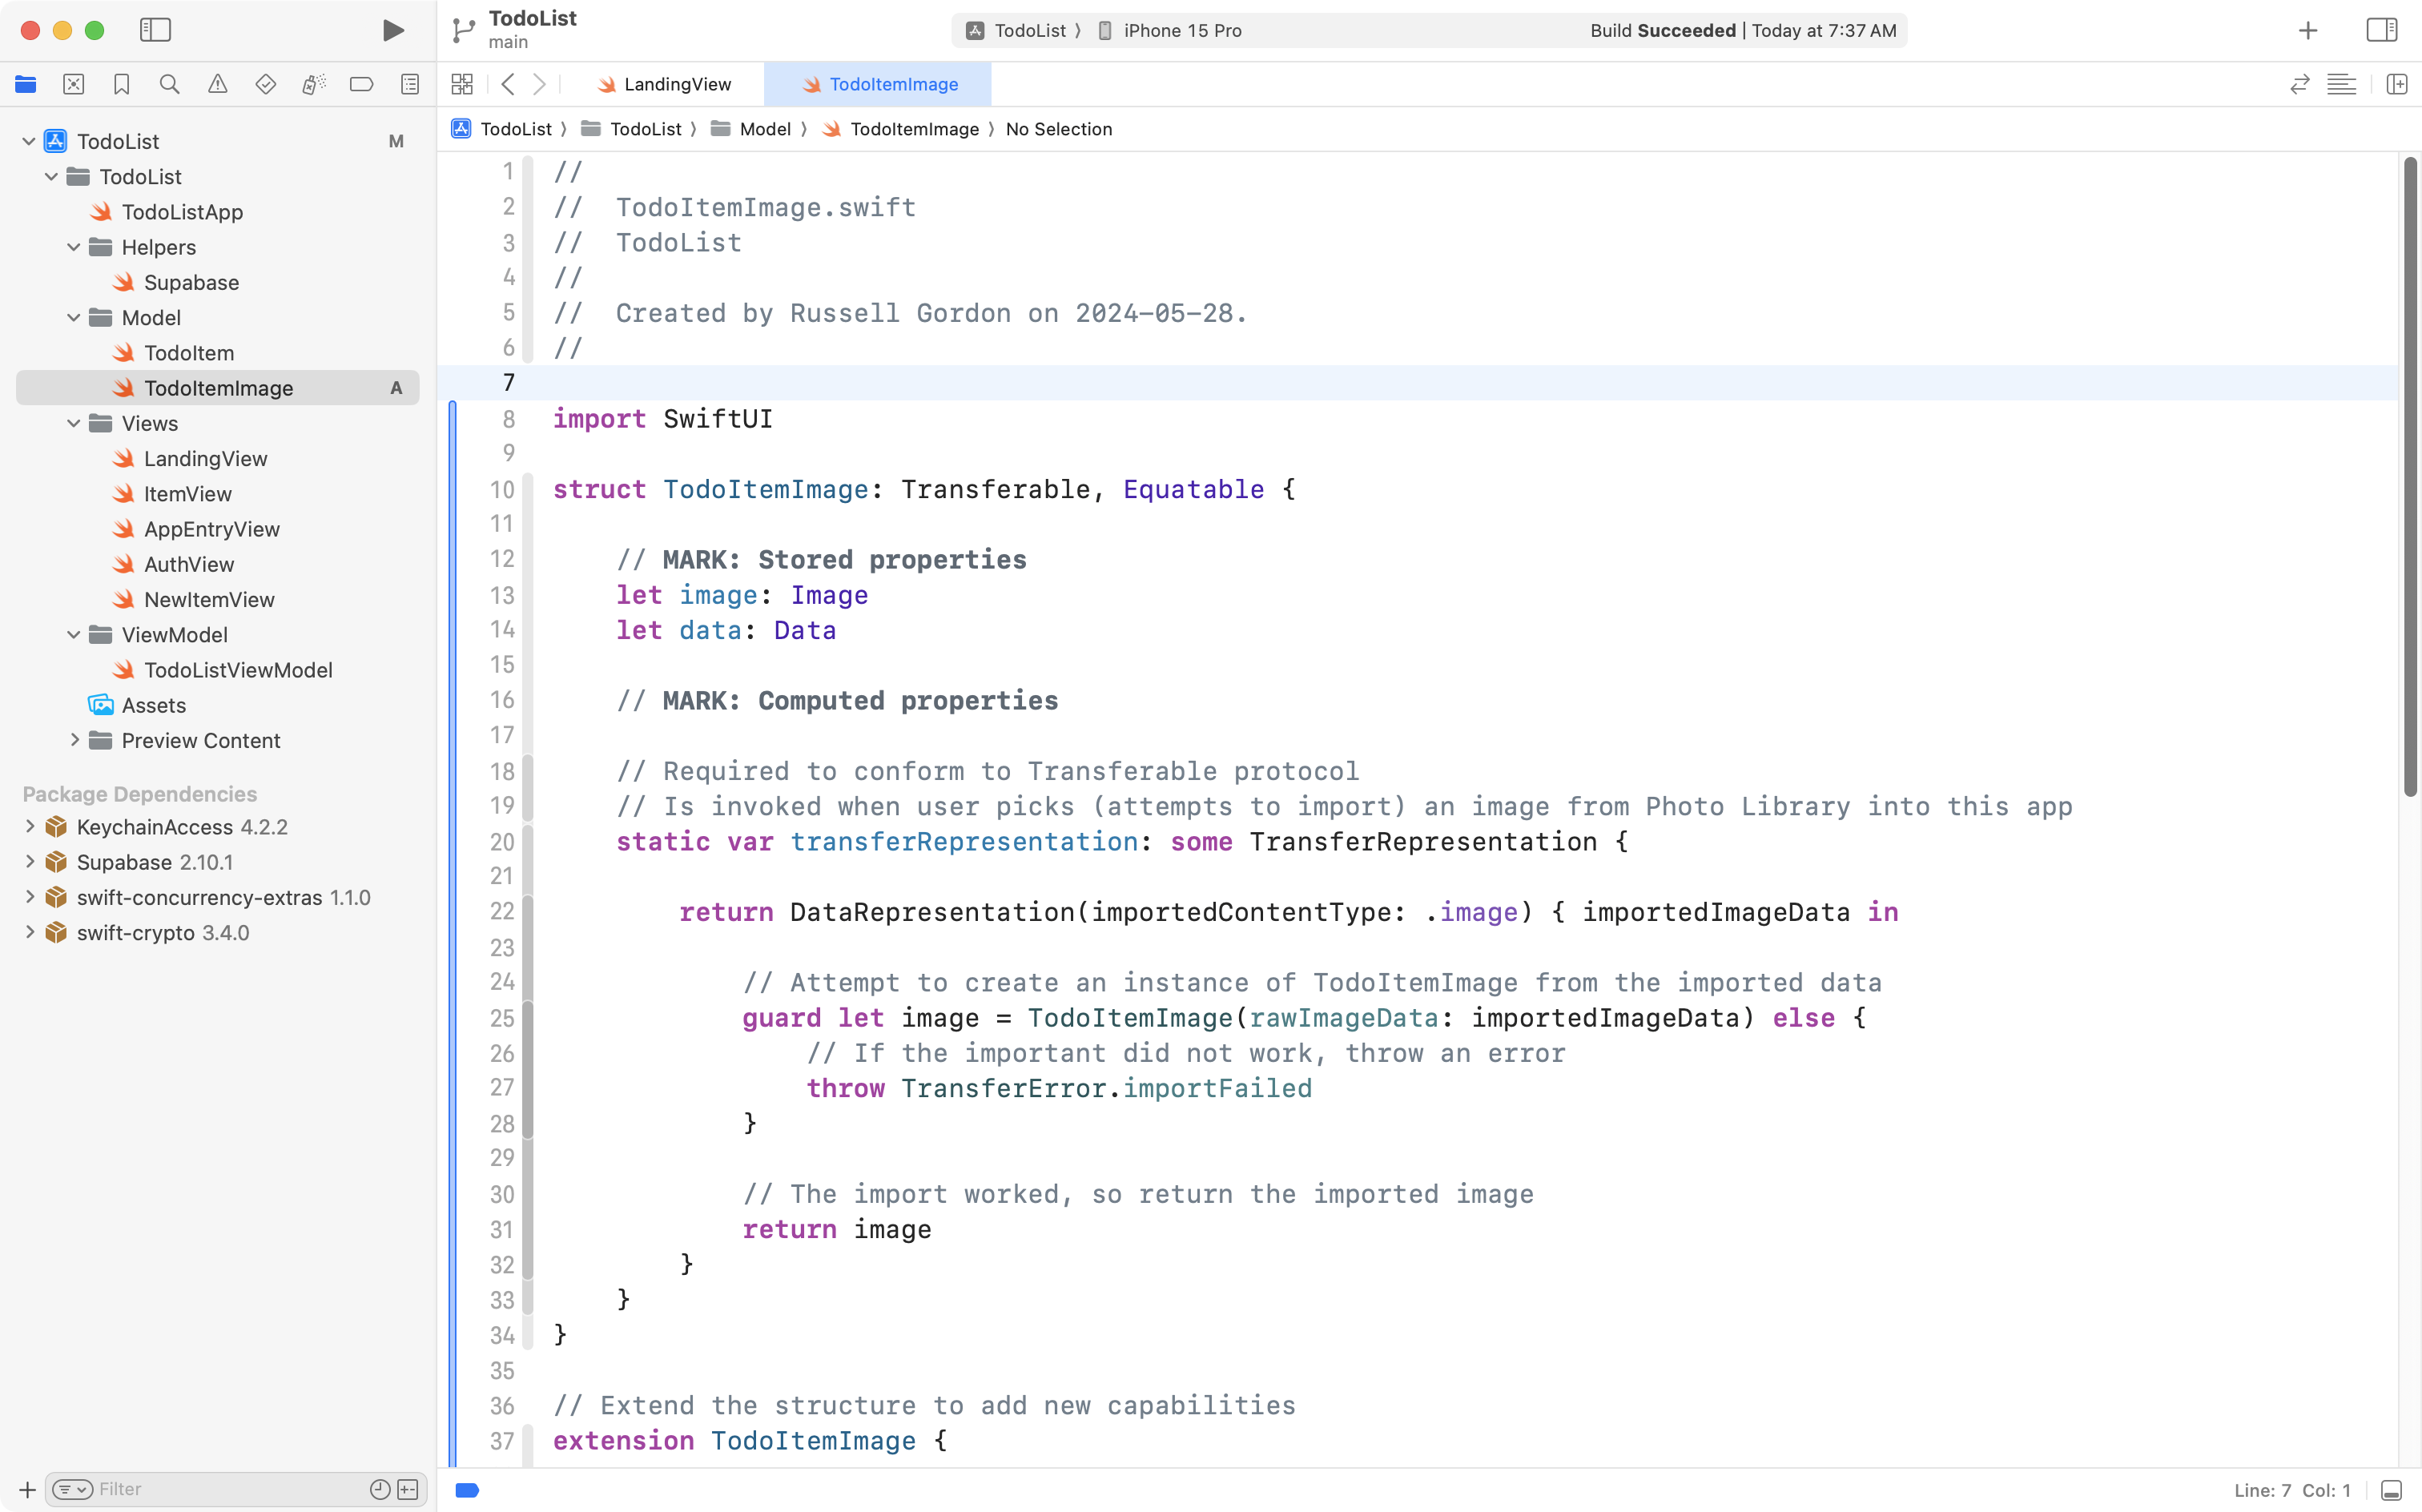 TodoList
main
TodoList 〉 iPhone 15 Pro
Build Succeeded | Today at 7:37 AM
LandingView
TodoItemImage
TodoList 〉 TodoList 〉 Model 〉 TodoItemImage 〉 No Selection
TodoList M
TodoList
TodoListApp
Helpers
Supabase
Model
TodoItem
TodoItemImage A
Views
LandingView
ItemView
AppEntryView
AuthView
NewItemView
ViewModel
TodoListViewModel
Assets
Preview Content
Package Dependencies
KeychainAccess 4.2.2
Supabase 2.10.1
swift-concurrency-extras 1.1.0
swift-crypto 3.4.0
Filter
1 //
2 //  TodoItemImage.swift
3 //  TodoList
4 //
5 //  Created by Russell Gordon on 2024-05-28.
6 //
7
8 import SwiftUI
9
10 struct TodoItemImage: Transferable, Equatable {
11
12     // MARK: Stored properties
13     let image: Image
14     let data: Data
15
16     // MARK: Computed properties
17
18     // Required to conform to Transferable protocol
19     // Is invoked when user picks (attempts to import) an image from Photo Library into this app
20     static var transferRepresentation: some TransferRepresentation {
21
22         return DataRepresentation(importedContentType: .image) { importedImageData in
23
24             // Attempt to create an instance of TodoItemImage from the imported data
25             guard let image = TodoItemImage(rawImageData: importedImageData) else {
26                 // If the important did not work, throw an error
27                 throw TransferError.importFailed
28             }
29
30             // The import worked, so return the imported image
31             return image
32         }
33     }
34 }
35
36 // Extend the structure to add new capabilities
37 extension TodoItemImage {
Line: 7  Col: 1